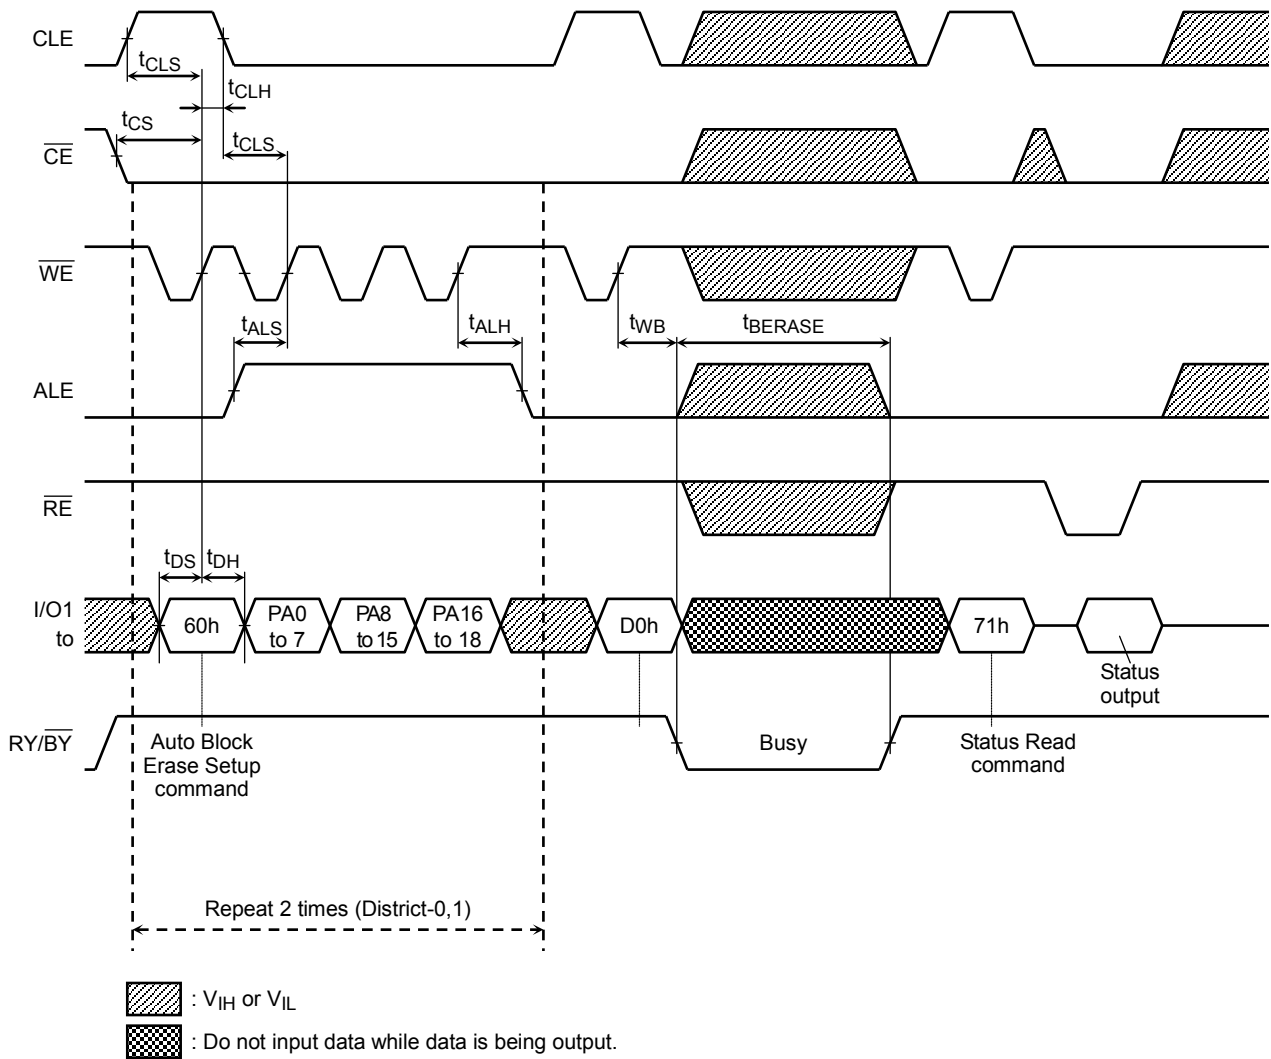 CLE
tCLS
tCLH
tCS
tCLS
CE
WE
tALS
tALH
tWB
tBERASE
ALE
RE
tDS
tDH
I/O1
to
60h
PA0
to 7
PA8
to 15
PA16
to 18
D0h
71h
Status
output
RY/BY
Auto Block
Erase Setup
command
Busy
Status Read
command
Repeat 2 times (District-0,1)
: VIH or VIL
: Do not input data while data is being output.